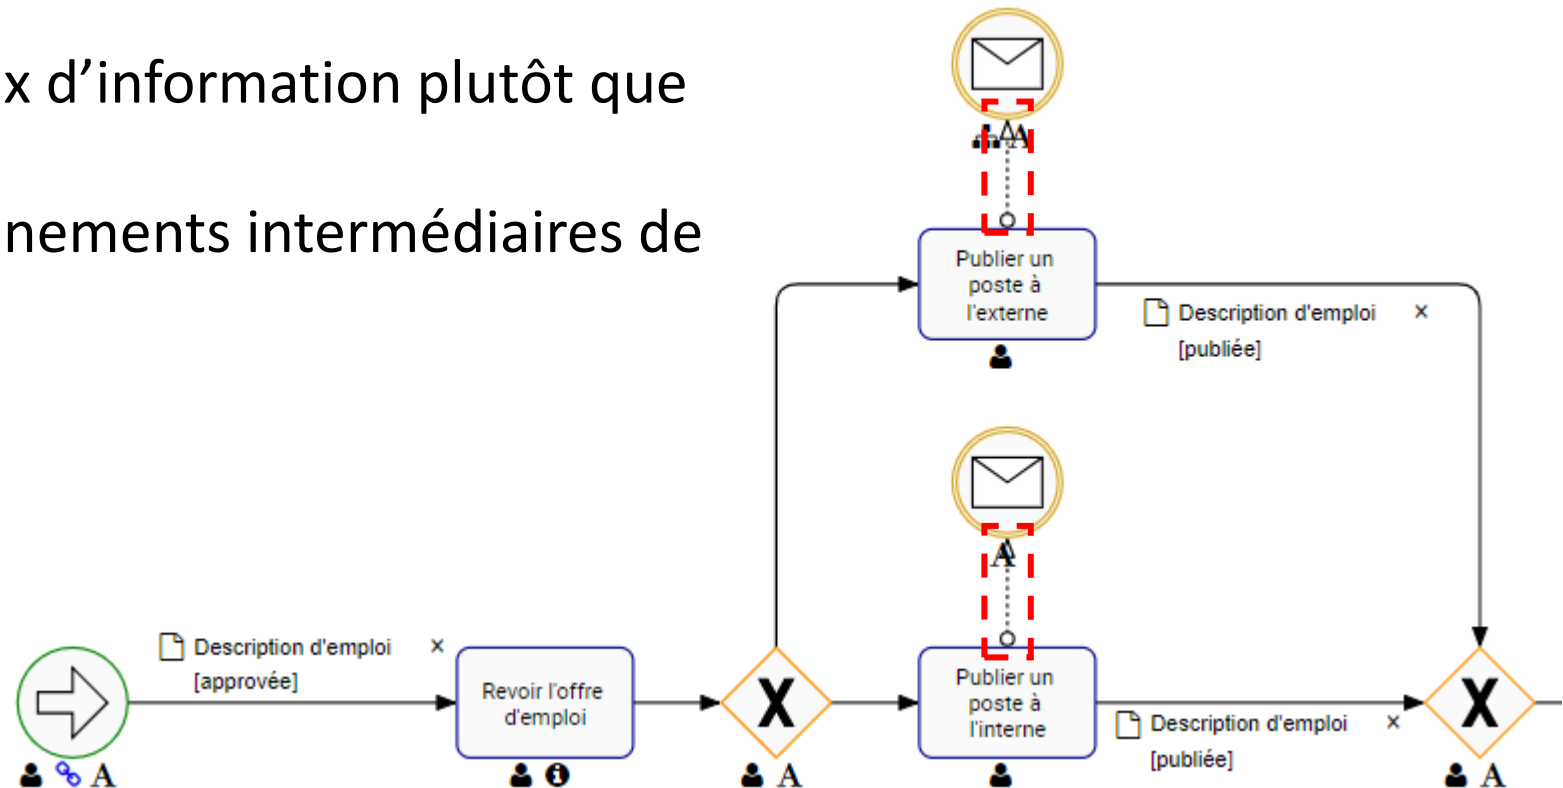 x d’information plutôt que
nements intermédiaires de
A
Publier un
poste à
l'externe
Description d'emploi
[publiée]
A
Description d'emploi
[approvée]
Revoir l'offre
d'emploi
X
Publier un
poste à
l'interne
Description d'emploi
[publiée]
X
A
A
A